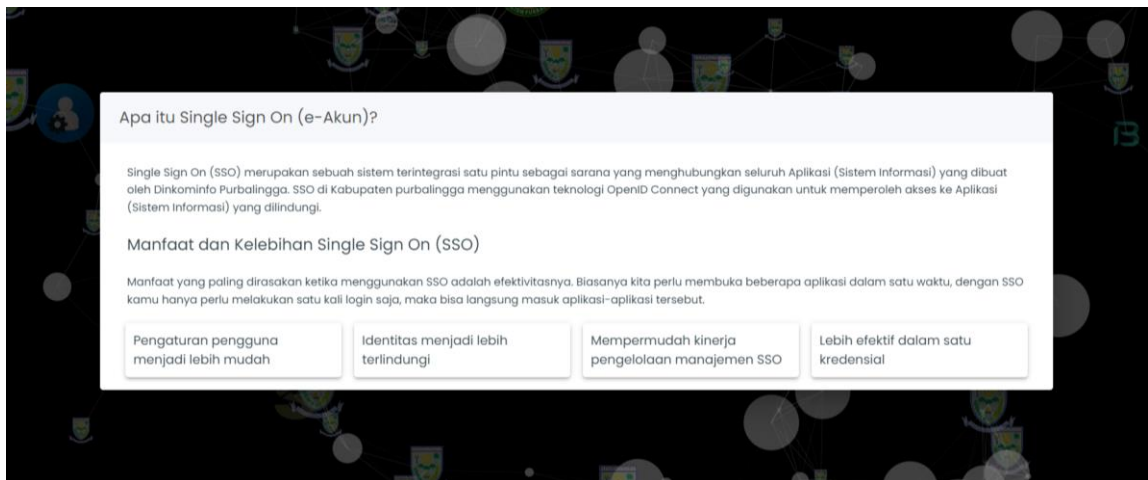 Apa itu Single Sign On (e-Akun)?
Single Sign On (SSO) merupakan sebuah sistem terintegrasi satu pintu sebagai sarana yang menghubungkan seluruh Aplikasi (Sistem Informasi) yang dibuat
oleh Dinkominfo Purbalingga. SSO di Kabupaten purbalingga menggunakan teknologi OpenID Connect yang digunakan untuk memperoleh akses ke Aplikasi
(Sistem Informasi) yang dilindungi.
Manfaat dan Kelebihan Single Sign On (SSO)
Manfaat yang paling dirasakan ketika menggunakan SSO adalah efektivitasnya. Biasanya kita perlu membuka beberapa aplikasi dalam satu waktu, dengan SSO
kamu hanya perlu melakukan satu kali login saja, maka bisa langsung masuk aplikasi-aplikasi tersebut.
Pengaturan pengguna
menjadi lebih mudah
Identitas menjadi lebih
terlindungi
Mempermudah kinerja
pengelolaan manajemen SSO
Lebih efektif dalam satu
kredensial